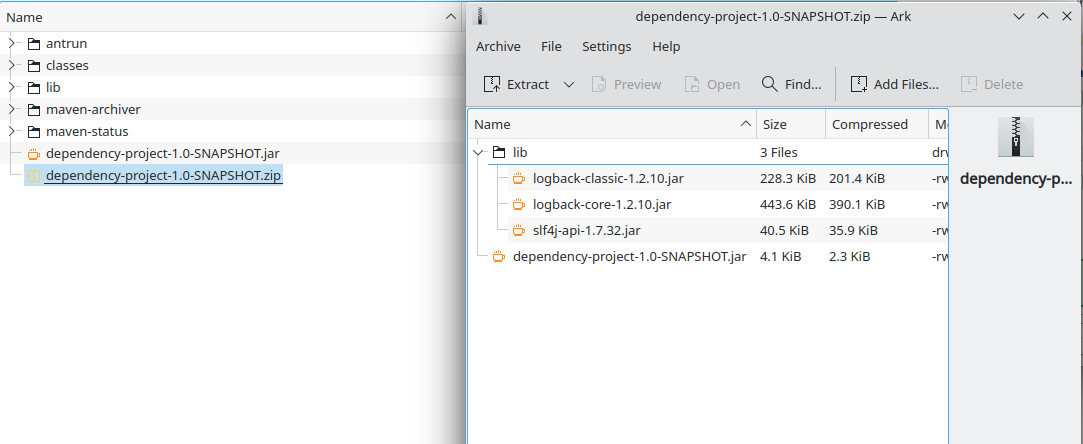 Name
antrun
classes
lib
maven-archiver
maven-status
dependency-project-1.0-SNAPSHOT.jar
dependency-project-1.0-SNAPSHOT.zip
dependency-project-1.0-SNAPSHOT.zip — Ark
Archive File Settings Help
Extract Preview Open Find... Add Files... Delete
Name Size Compressed
lib 3 Files drw
logback-classic-1.2.10.jar 228.3 KiB 201.4 KiB -rw
logback-core-1.2.10.jar 443.6 KiB 390.1 KiB -rw
slf4j-api-1.7.32.jar 40.5 KiB 35.9 KiB -rw
dependency-project-1.0-SNAPSHOT.jar 4.1 KiB 2.3 KiB -rw
dependency-p...